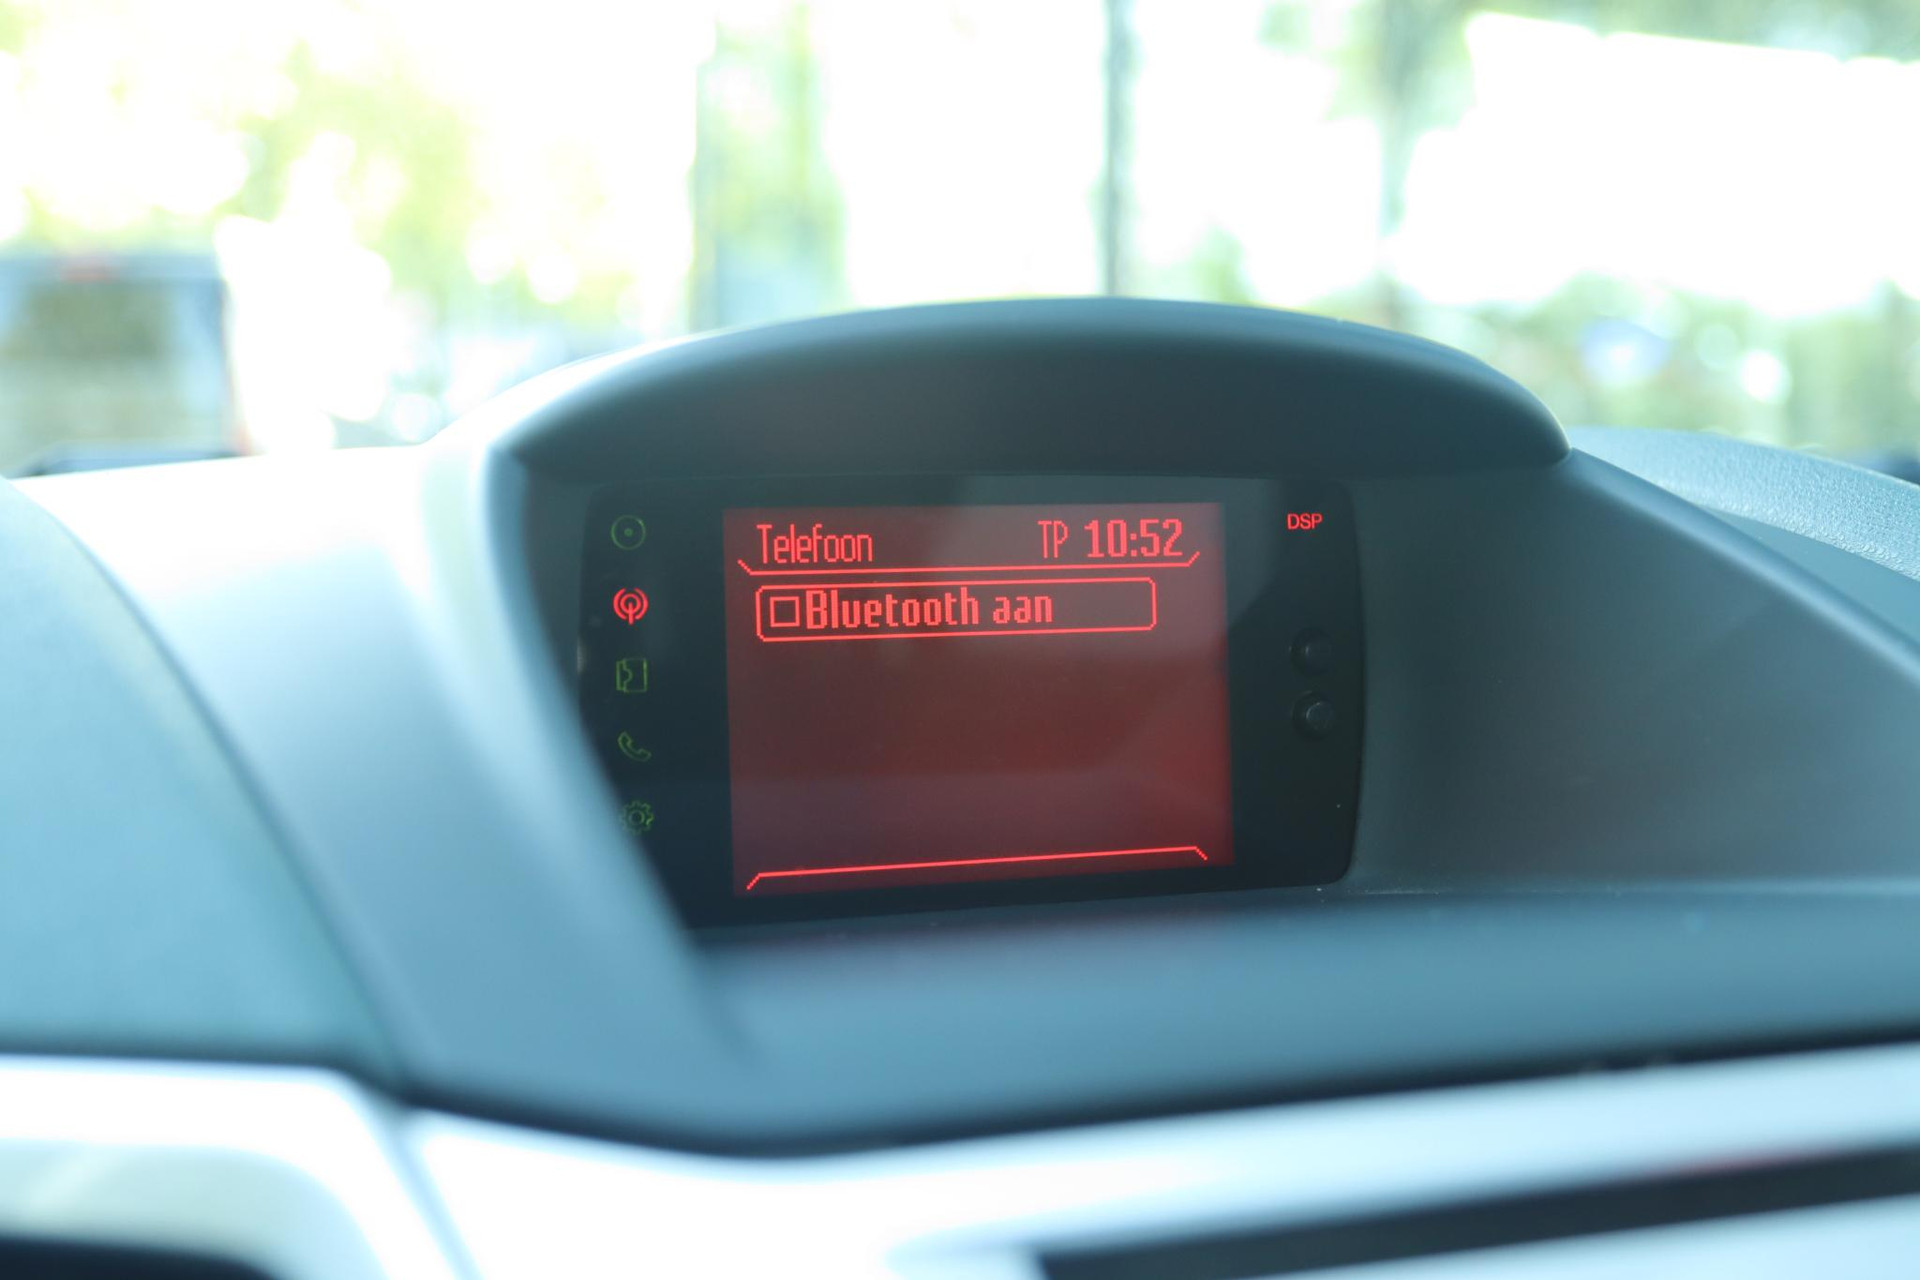 Telefoon TP 10:52
DSP
Bluetooth aan